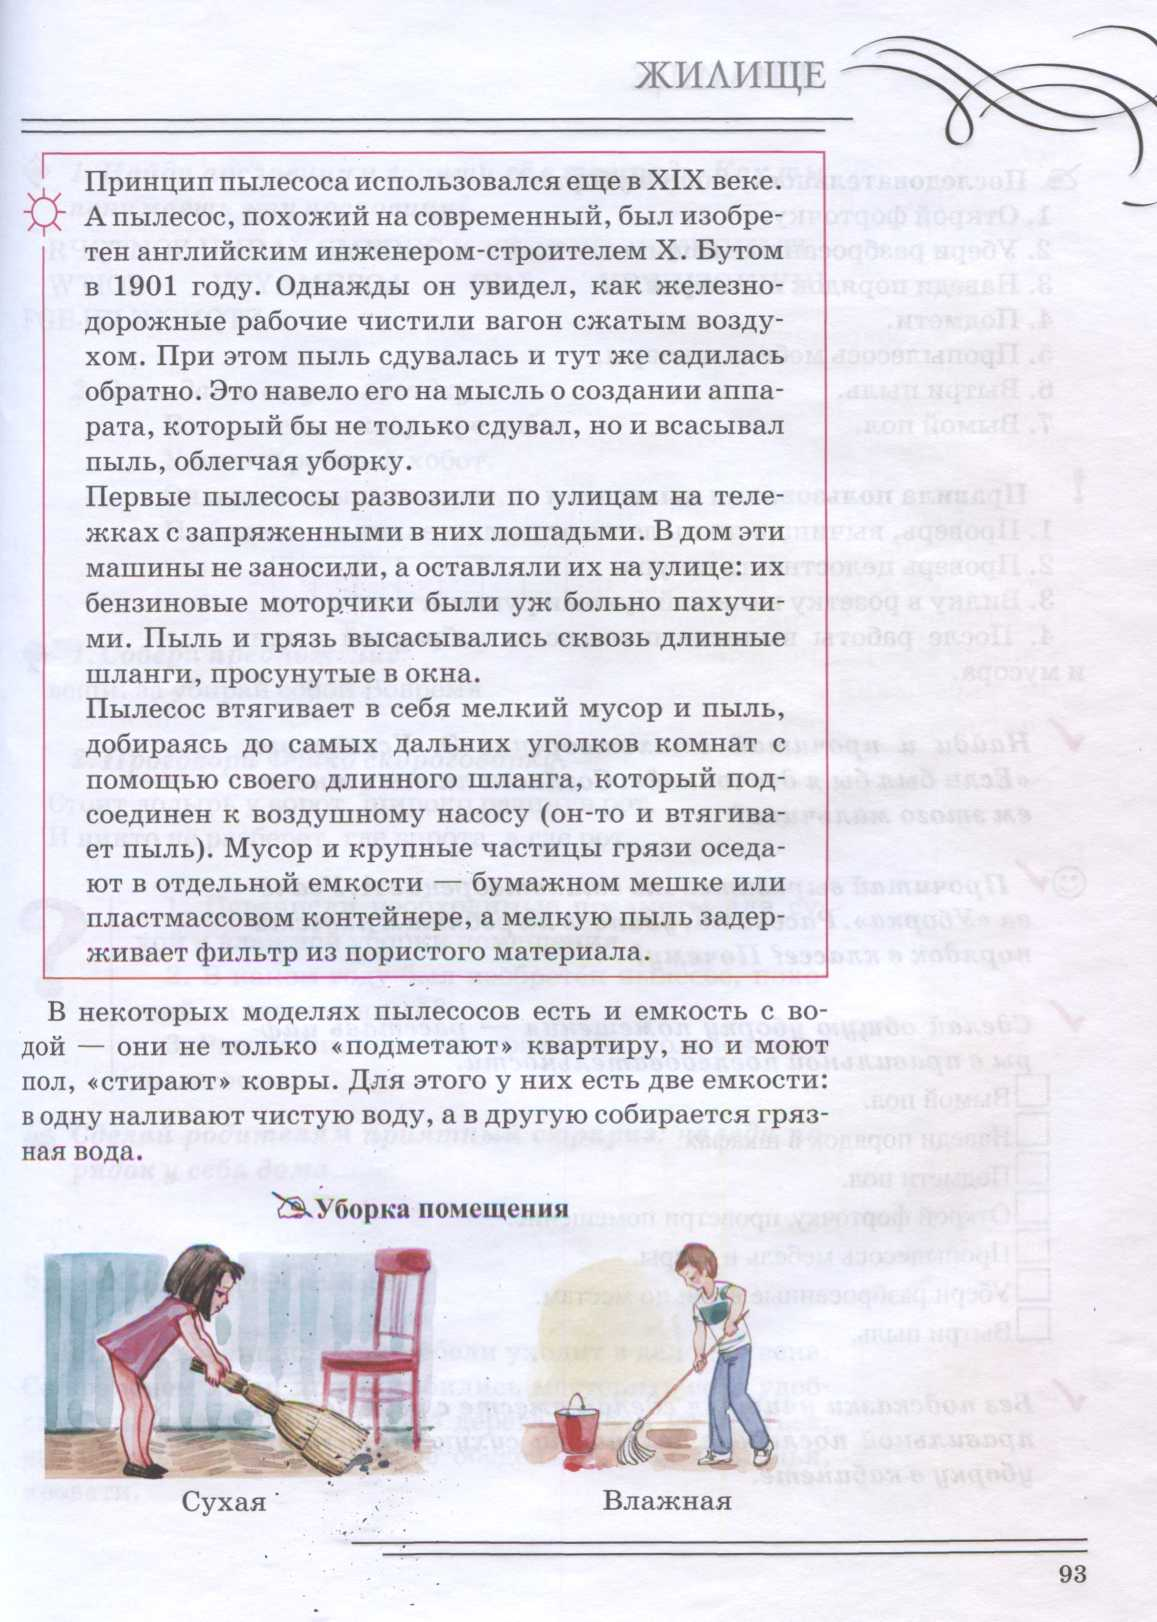 ЖИЛИЩЕ
Принцип пылесоса использовался еще в XIX веке.
А пылесос, похожий на современный, был изобре-
тен английским инженером-строителем Х. Бутом
в 1901 году. Однажды он увидел, как железно-
дорожные рабочие чистили вагон сжатым возду-
хом. При этом пыль сдувалась и тут же садилась
обратно. Это навело его на мысль о создании аппа-
рата, который бы не только сдувал, но и всасывал
пыль, облегчая уборку.
Первые пылесосы развозили по улицам на теле-
жках с запряженными в них лошадьми. В дом эти
машины не заносили, а оставляли их на улице: их
бензиновые моторчики были уж больно пахучи-
ми. Пыль и грязь высасывались сквозь длинные
шланги, просунутые в окна.
Пылесос втягивает в себя мелкий мусор и пыль,
добираясь до самых дальних уголков комнат с
помощью своего длинного шланга, который под-
соединен к воздушному насосу (он-то и втягива-
ет пыль). Мусор и крупные частицы грязи оседа-
ют в отдельной емкости — бумажном мешке или
пластмассовом контейнере, а мелкую пыль задер-
живает фильтр из пористого материала.
В некоторых моделях пылесосов есть и емкость с во-
дой — они не только «подметают» квартиру, но и моют
пол, «стирают» ковры. Для этого у них есть две емкости:
в одну наливают чистую воду, а в другую собирается гряз-
ная вода.
Уборка помещения
Сухая
Влажная
93